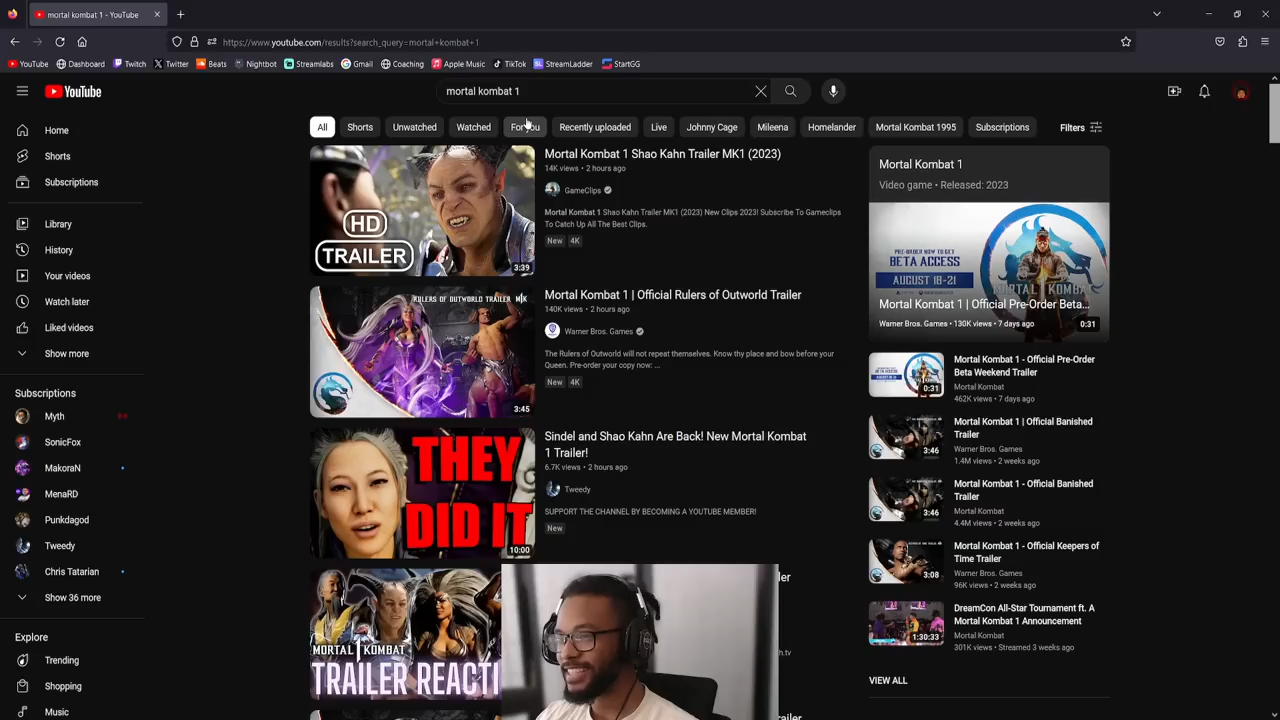 mortal kombat 1 - YouTube
https://www.youtube.com/results?search_query=mortal+kombat+1
YouTube Dashboard Twitch Twitter Beats Nightbot Streamlabs Gmail Coaching Apple Music TikTok StreamLadder StartGG
YouTube
mortal kombat 1
All Shorts Unwatched Watched For you Recently uploaded Live Johnny Cage Mileena Homelander Mortal Kombat 1995 Subscriptions Filters
Home
Shorts
Subscriptions
Library
History
Your videos
Watch later
Liked videos
Show more
Subscriptions
Myth
SonicFox
MakoraN
MenaRD
Punkdagod
Tweedy
Chris Tatarian
Show 36 more
Explore
Trending
Shopping
Music
HD
TRAILER
3:39
Mortal Kombat 1 Shao Kahn Trailer MK1 (2023)
14K views • 2 hours ago
GameClips
Mortal Kombat 1 Shao Kahn Trailer MK1 (2023) New Clips 2023! Subscribe To Gameclips
To Catch Up All The Best Clips.
New 4K
RULERS OF OUTWORLD TRAILER
3:45
Mortal Kombat 1 | Official Rulers of Outworld Trailer
140K views • 2 hours ago
Warner Bros. Games
The Rulers of Outworld will not repeat themselves. Know thy place and bow before your
Queen. Pre-order your copy now: ...
New 4K
THEY
DID IT
10:00
Sindel and Shao Kahn Are Back! New Mortal Kombat
1 Trailer!
6.7K views • 2 hours ago
Tweedy
SUPPORT THE CHANNEL BY BECOMING A YOUTUBE MEMBER!
New
MORTAL KOMBAT
TRAILER REACTI
Mortal Kombat 1
Video game • Released: 2023
PRE-ORDER NOW TO GET
BETA ACCESS
AUGUST 18-21
MORTAL KOMBAT
Mortal Kombat 1 | Official Pre-Order Beta...
Warner Bros. Games • 130K views • 7 days ago
0:31
0:31
Mortal Kombat 1 - Official Pre-Order
Beta Weekend Trailer
Mortal Kombat
462K views • 7 days ago
3:46
Mortal Kombat 1 | Official Banished
Trailer
Warner Bros. Games
1.4M views • 2 weeks ago
3:46
Mortal Kombat 1 - Official Banished
Trailer
Mortal Kombat
4.4M views • 2 weeks ago
3:08
Mortal Kombat 1 - Official Keepers of
Time Trailer
Warner Bros. Games
96K views • 2 weeks ago
1:30:33
DreamCon All-Star Tournament ft. A
Mortal Kombat 1 Announcement
Mortal Kombat
301K views • Streamed 3 weeks ago
VIEW ALL